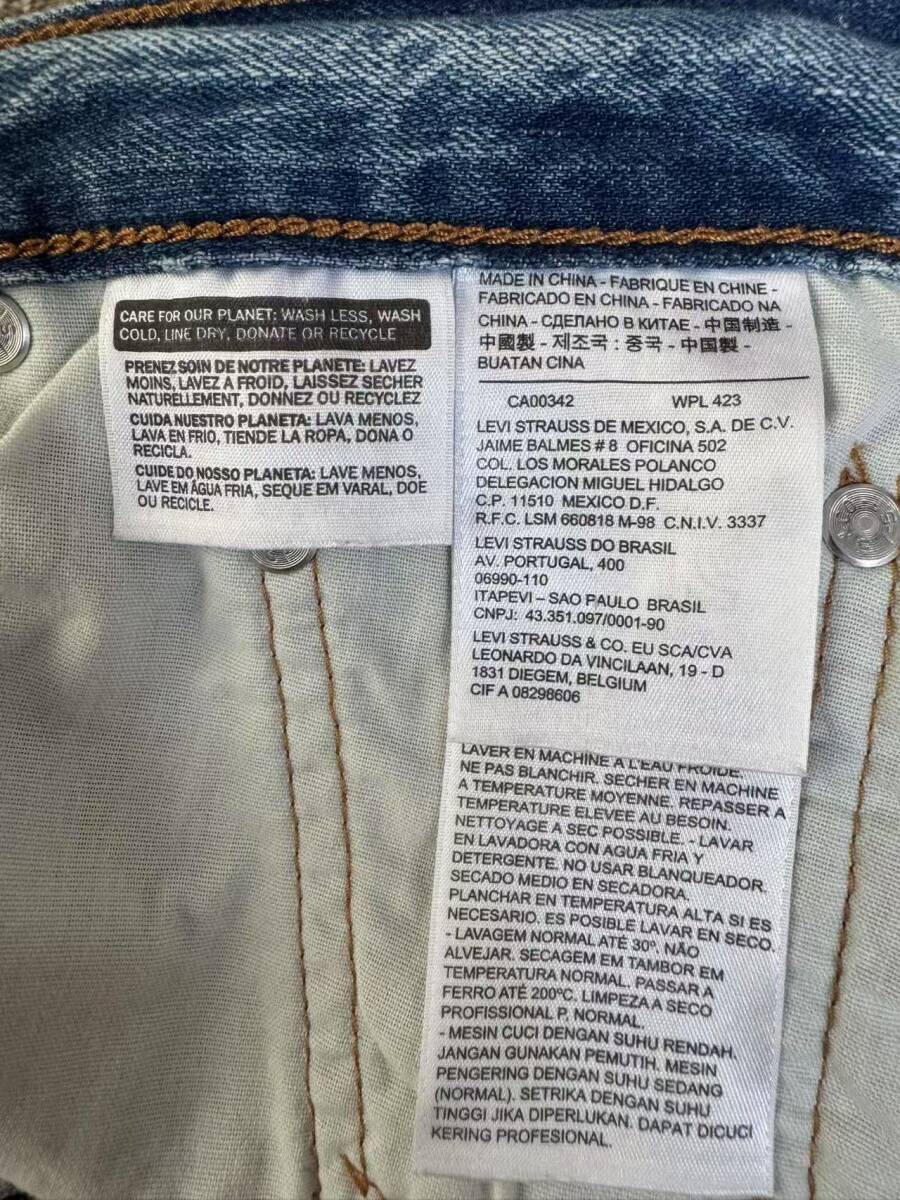 CARE FOR OUR PLANET: WASH LESS, WASH
COLD, LINE DRY, DONATE OR RECYCLE
PRENEZ SOIN DE NOTRE PLANETE: LAVEZ
MOINS, LAVEZ A FROID, LAISSEZ SECHER
NATURELLEMENT, DONNEZ OU RECYCLEZ
CUIDA NUESTRO PLANETA: LAVA MENOS,
LAVA EN FRIO, TIENDE LA ROPA, DONA O
RECICLA.
CUIDE DO NOSSO PLANETA: LAVE MENOS,
LAVE EM ÁGUA FRIA, SEQUE EM VARAL, DOE
OU RECICLE.
MADE IN CHINA - FABRIQUE EN CHINE -
FABRICADO EN CHINA - FABRICADO NA
CHINA - СДЕЛАНО В КИТАЕ - 中国制造 -
中國製 - 제조국 : 중국 - 中国製 -
BUATAN CINA
CA00342 WPL 423
LEVI STRAUSS DE MEXICO, S.A. DE C.V.
JAIME BALMES # 8 OFICINA 502
COL. LOS MORALES POLANCO
DELEGACION MIGUEL HIDALGO
C.P. 11510 MEXICO D.F.
R.F.C. LSM 660818 M-98 C.N.I.V. 3337
LEVI STRAUSS DO BRASIL
AV. PORTUGAL, 400
06990-110
ITAPEVI – SAO PAULO BRASIL
CNPJ: 43.351.097/0001-90
LEVI STRAUSS & CO. EU SCA/CVA
LEONARDO DA VINCILAAN, 19 - D
1831 DIEGEM, BELGIUM
CIF A 08298606
LAVER EN MACHINE A L'EAU FROIDE.
NE PAS BLANCHIR. SECHER EN MACHINE
A TEMPERATURE MOYENNE. REPASSER A
TEMPERATURE ELEVEE AU BESOIN.
NETTOYAGE A SEC POSSIBLE. - LAVAR
EN LAVADORA CON AGUA FRIA Y
DETERGENTE. NO USAR BLANQUEADOR.
SECADO MEDIO EN SECADORA.
PLANCHAR EN TEMPERATURA ALTA SI ES
NECESARIO. ES POSIBLE LAVAR EN SECO.
- LAVAGEM NORMAL ATÉ 30º. NÃO
ALVEJAR. SECAGEM EM TAMBOR EM
TEMPERATURA NORMAL. PASSAR A
FERRO ATÉ 200ºC. LIMPEZA A SECO
PROFISSIONAL P, NORMAL.
- MESIN CUCI DENGAN SUHU RENDAH.
JANGAN GUNAKAN PEMUTIH. MESIN
PENGERING DENGAN SUHU SEDANG
(NORMAL). SETRIKA DENGAN SUHU
TINGGI JIKA DIPERLUKAN. DAPAT DICUCI
KERING PROFESIONAL.